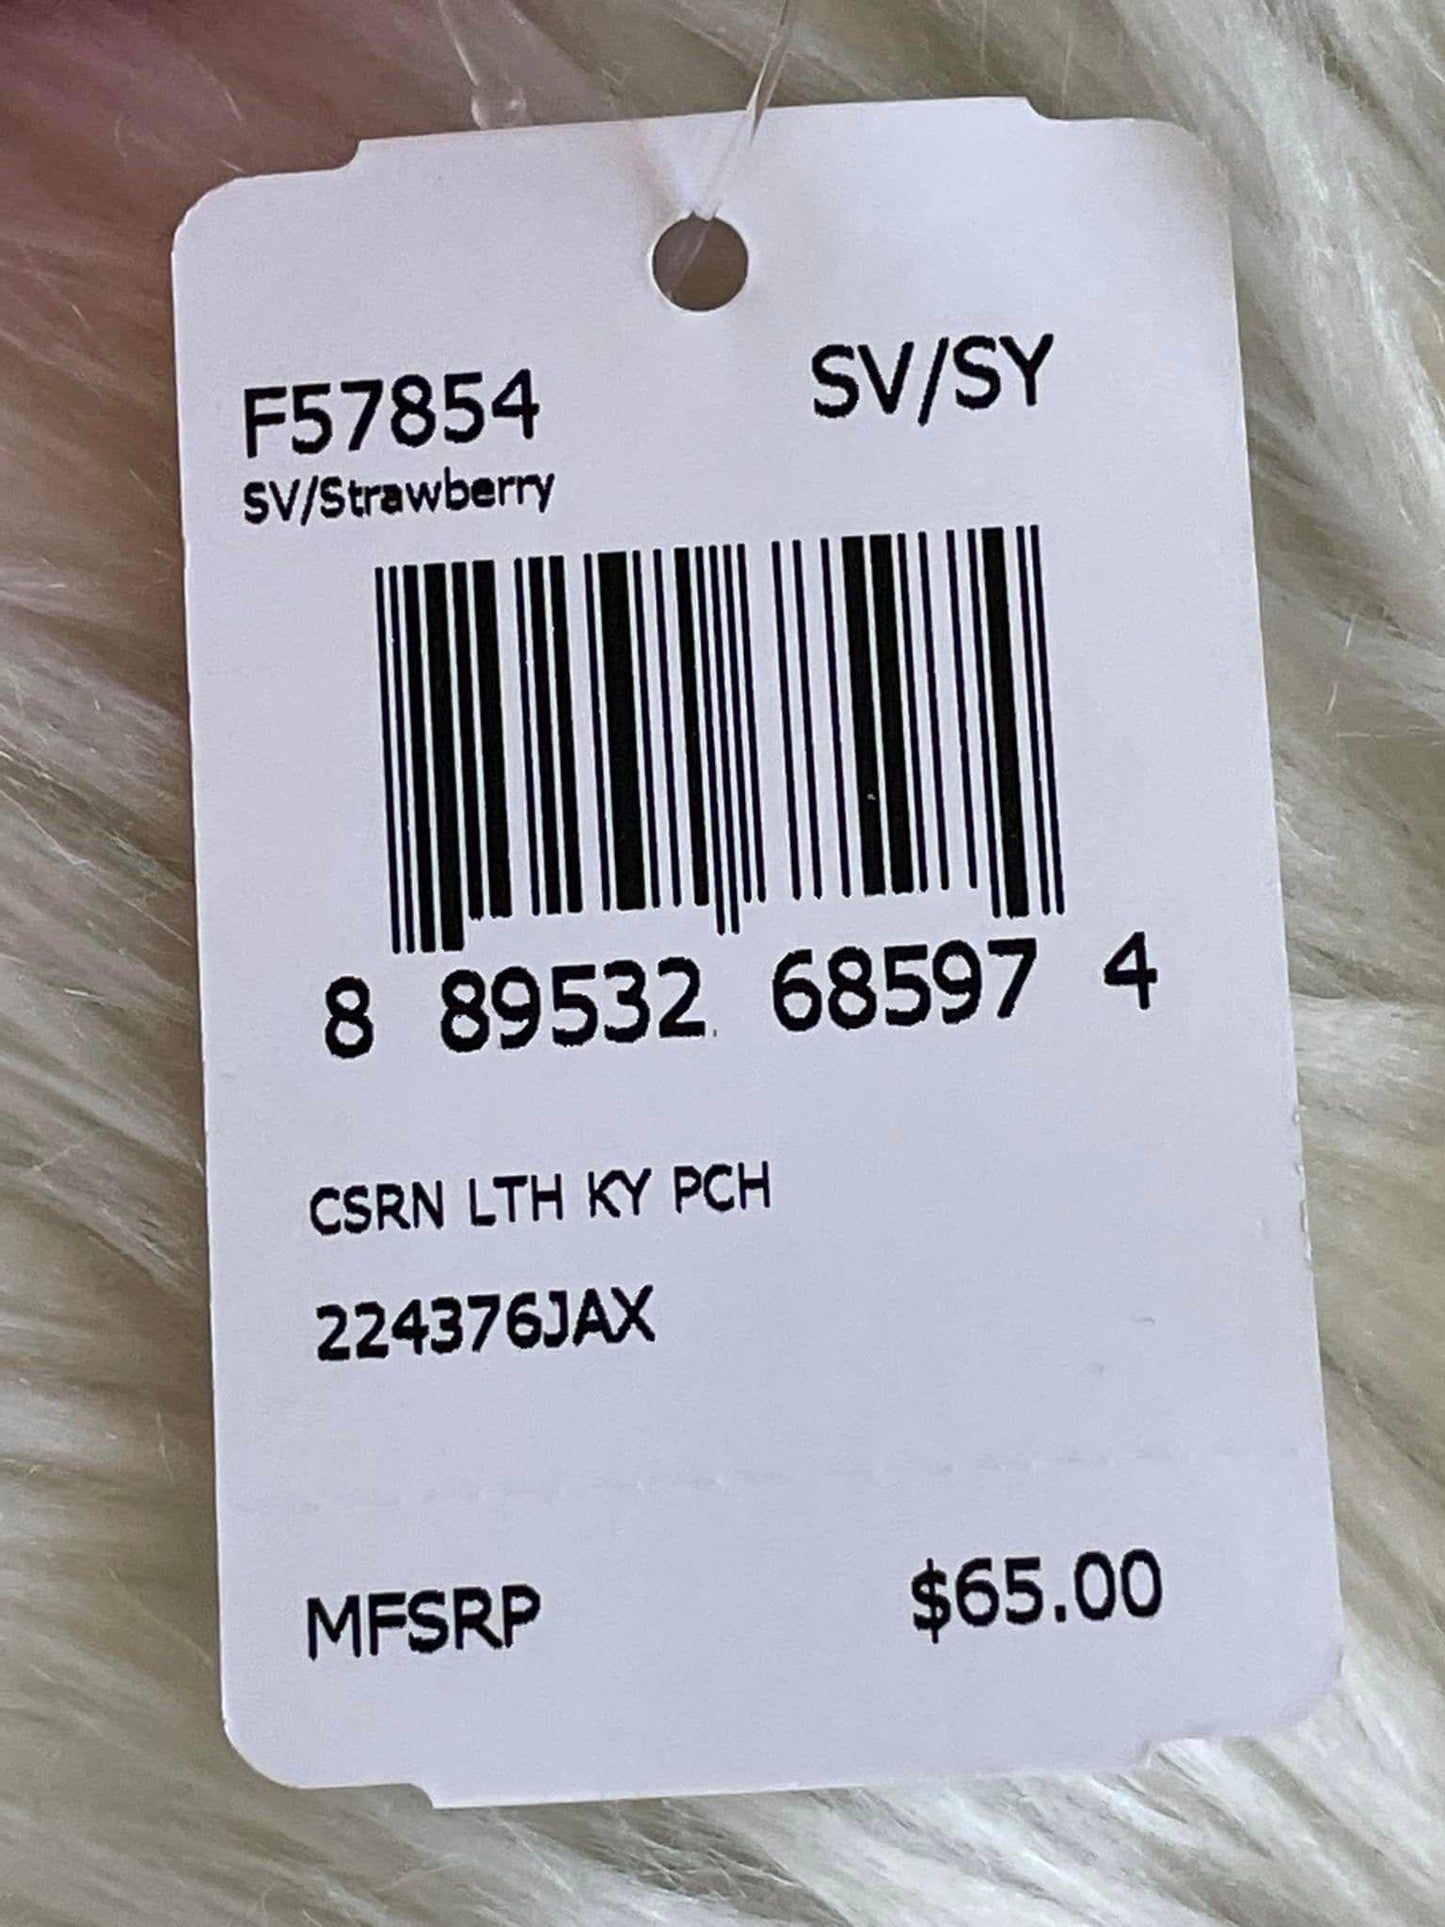 F57854 SV/SY
SV/Strawberry
8 89532 68597 4
CSRN LTH KY PCH
224376JAX
MFSRP $65.00